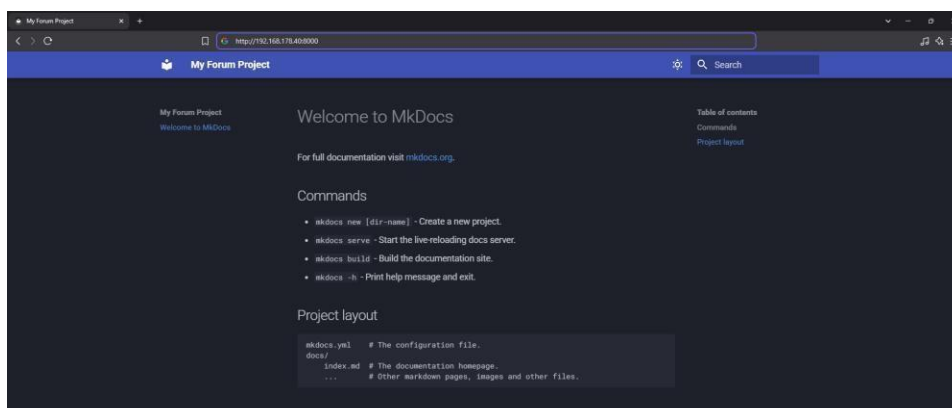 My Forum Project
http://192.168.178.40:8000
My Forum Project
Search
My Forum Project
Welcome to MkDocs
Welcome to MkDocs
For full documentation visit mkdocs.org.
Commands
mkdocs new [dir-name] - Create a new project.
mkdocs serve - Start the live-reloading docs server.
mkdocs build - Build the documentation site.
mkdocs -h - Print help message and exit.
Project layout
mkdocs.yml # The configuration file.
docs/
index.md # The documentation homepage.
... # Other markdown pages, images and other files.
Table of contents
Commands
Project layout